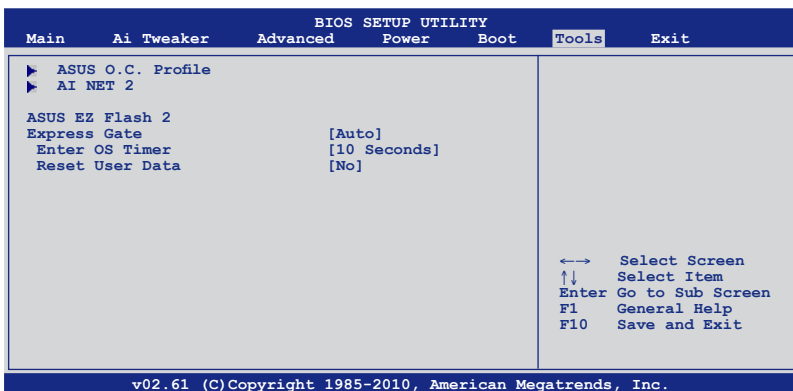 BIOS SETUP UTILITY
Main Ai Tweaker Advanced Power Boot Tools Exit
ASUS O.C. Profile
AI NET 2
ASUS EZ Flash 2
Express Gate [Auto]
Enter OS Timer [10 Seconds]
Reset User Data [No]
←→ Select Screen
↑↓ Select Item
Enter Go to Sub Screen
F1 General Help
F10 Save and Exit
v02.61 (C)Copyright 1985-2010, American Megatrends, Inc.